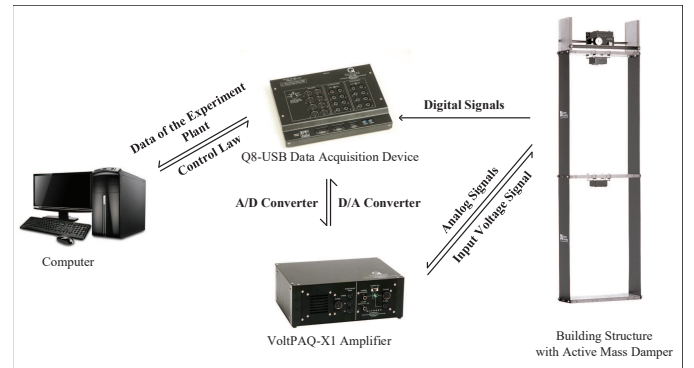 Data of the Experiment
Plant
Control Law
Digital Signals
Q8-USB Data Acquisition Device
A/D Converter
D/A Converter
Analog Signals
Input Voltage Signal
Computer
VoltPAQ-X1 Amplifier
Building Structure
with Active Mass Damper